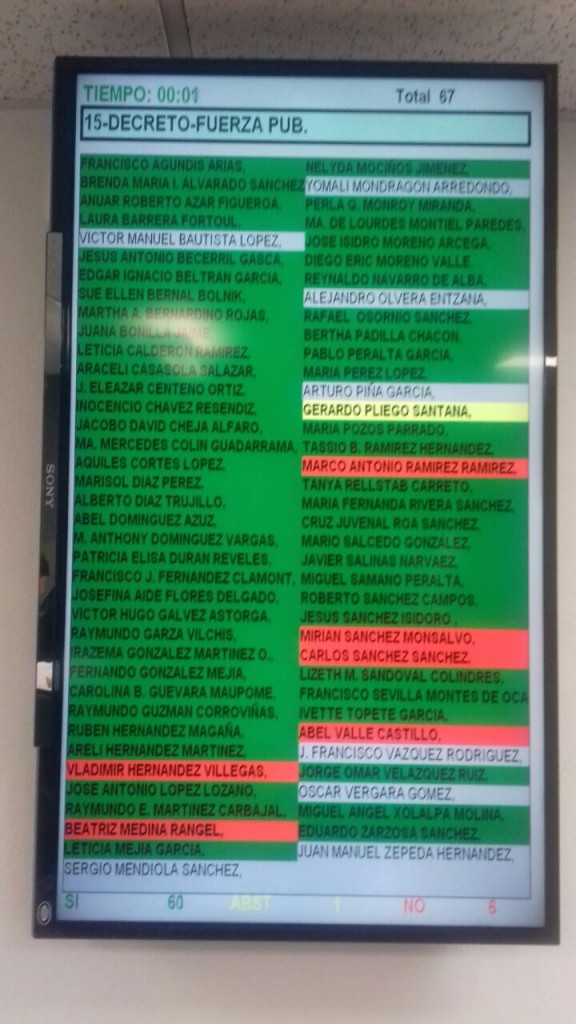 TIEMPO: 00:01 Total 67
15-DECRETO-FUERZA PUB.
FRANCISCO AGUNDIS ARIAS,
BRENDA MARIA I. ALVARADO SANCHEZ
ANUAR ROBERTO AZAR FIGUEROA,
LAURA BARRERA FORTOUL,
VICTOR MANUEL BAUTISTA LOPEZ,
JESUS ANTONIO BECERRIL GASCA,
EDGAR IGNACIO BELTRAN GARCIA,
SUE ELLEN BERNAL BOLNIK,
MARTHA A. BERNARDINO ROJAS,
JUANA BONILLA JAIME,
LETICIA CALDERON RAMIREZ,
ARACELI CASASOLA SALAZAR,
J. ELEAZAR CENTENO ORTIZ,
INOCENCIO CHAVEZ RESENDIZ,
JACOBO DAVID CHEJA ALFARO,
MA. MERCEDES COLIN GUADARRAMA,
AQUILES CORTES LOPEZ,
MARISOL DIAZ PEREZ,
ALBERTO DIAZ TRUJILLO,
ABEL DOMINGUEZ AZUZ,
M. ANTHONY DOMINGUEZ VARGAS,
PATRICIA ELISA DURAN REVELES,
FRANCISCO J. FERNANDEZ CLAMONT,
JOSEFINA AIDE FLORES DELGADO,
VICTOR HUGO GALVEZ ASTORGA,
RAYMUNDO GARZA VILCHIS,
IRAZEMA GONZALEZ MARTINEZ O.,
FERNANDO GONZALEZ MEJIA,
CAROLINA B. GUEVARA MAUPOME,
RAYMUNDO GUZMAN CORROVIÑAS,
RUBEN HERNANDEZ MAGAÑA,
ARELI HERNANDEZ MARTINEZ,
VLADIMIR HERNANDEZ VILLEGAS,
JOSE ANTONIO LOPEZ LOZANO,
RAYMUNDO E. MARTINEZ CARBAJAL,
BEATRIZ MEDINA RANGEL,
LETICIA MEJIA GARCIA,
SERGIO MENDIOLA SANCHEZ,
NELYDA MOCIÑOS JIMENEZ,
YOMALI MONDRAGON ARREDONDO,
PERLA G. MONROY MIRANDA,
MA. DE LOURDES MONTIEL PAREDES,
JOSE ISIDRO MORENO ARCEGA,
DIEGO ERIC MORENO VALLE,
REYNALDO NAVARRO DE ALBA,
ALEJANDRO OLVERA ENTZANA,
RAFAEL OSORNIO SANCHEZ,
BERTHA PADILLA CHACON,
PABLO PERALTA GARCIA,
MARIA PEREZ LOPEZ,
ARTURO PIÑA GARCIA,
GERARDO PLIEGO SANTANA,
MARIA POZOS PARRADO,
TASSIO B. RAMIREZ HERNANDEZ,
MARCO ANTONIO RAMIREZ RAMIREZ,
TANYA RELLSTAB CARRETO,
MARIA FERNANDA RIVERA SANCHEZ,
CRUZ JUVENAL ROA SANCHEZ,
MARIO SALCEDO GONZALEZ,
JAVIER SALINAS NARVAEZ,
MIGUEL SAMANO PERALTA,
ROBERTO SANCHEZ CAMPOS,
JESUS SANCHEZ ISIDORO ,
MIRIAN SANCHEZ MONSALVO,
CARLOS SANCHEZ SANCHEZ,
LIZETH M. SANDOVAL COLINDRES,
FRANCISCO SEVILLA MONTES DE OCA
IVETTE TOPETE GARCIA,
ABEL VALLE CASTILLO,
J. FRANCISCO VAZQUEZ RODRIGUEZ,
JORGE OMAR VELAZQUEZ RUIZ,
OSCAR VERGARA GOMEZ,
MIGUEL ANGEL XOLALPA MOLINA,
EDUARDO ZARZOSA SANCHEZ,
JUAN MANUEL ZEPEDA HERNANDEZ,
SI 60 ABST 1 NO 6
SONY